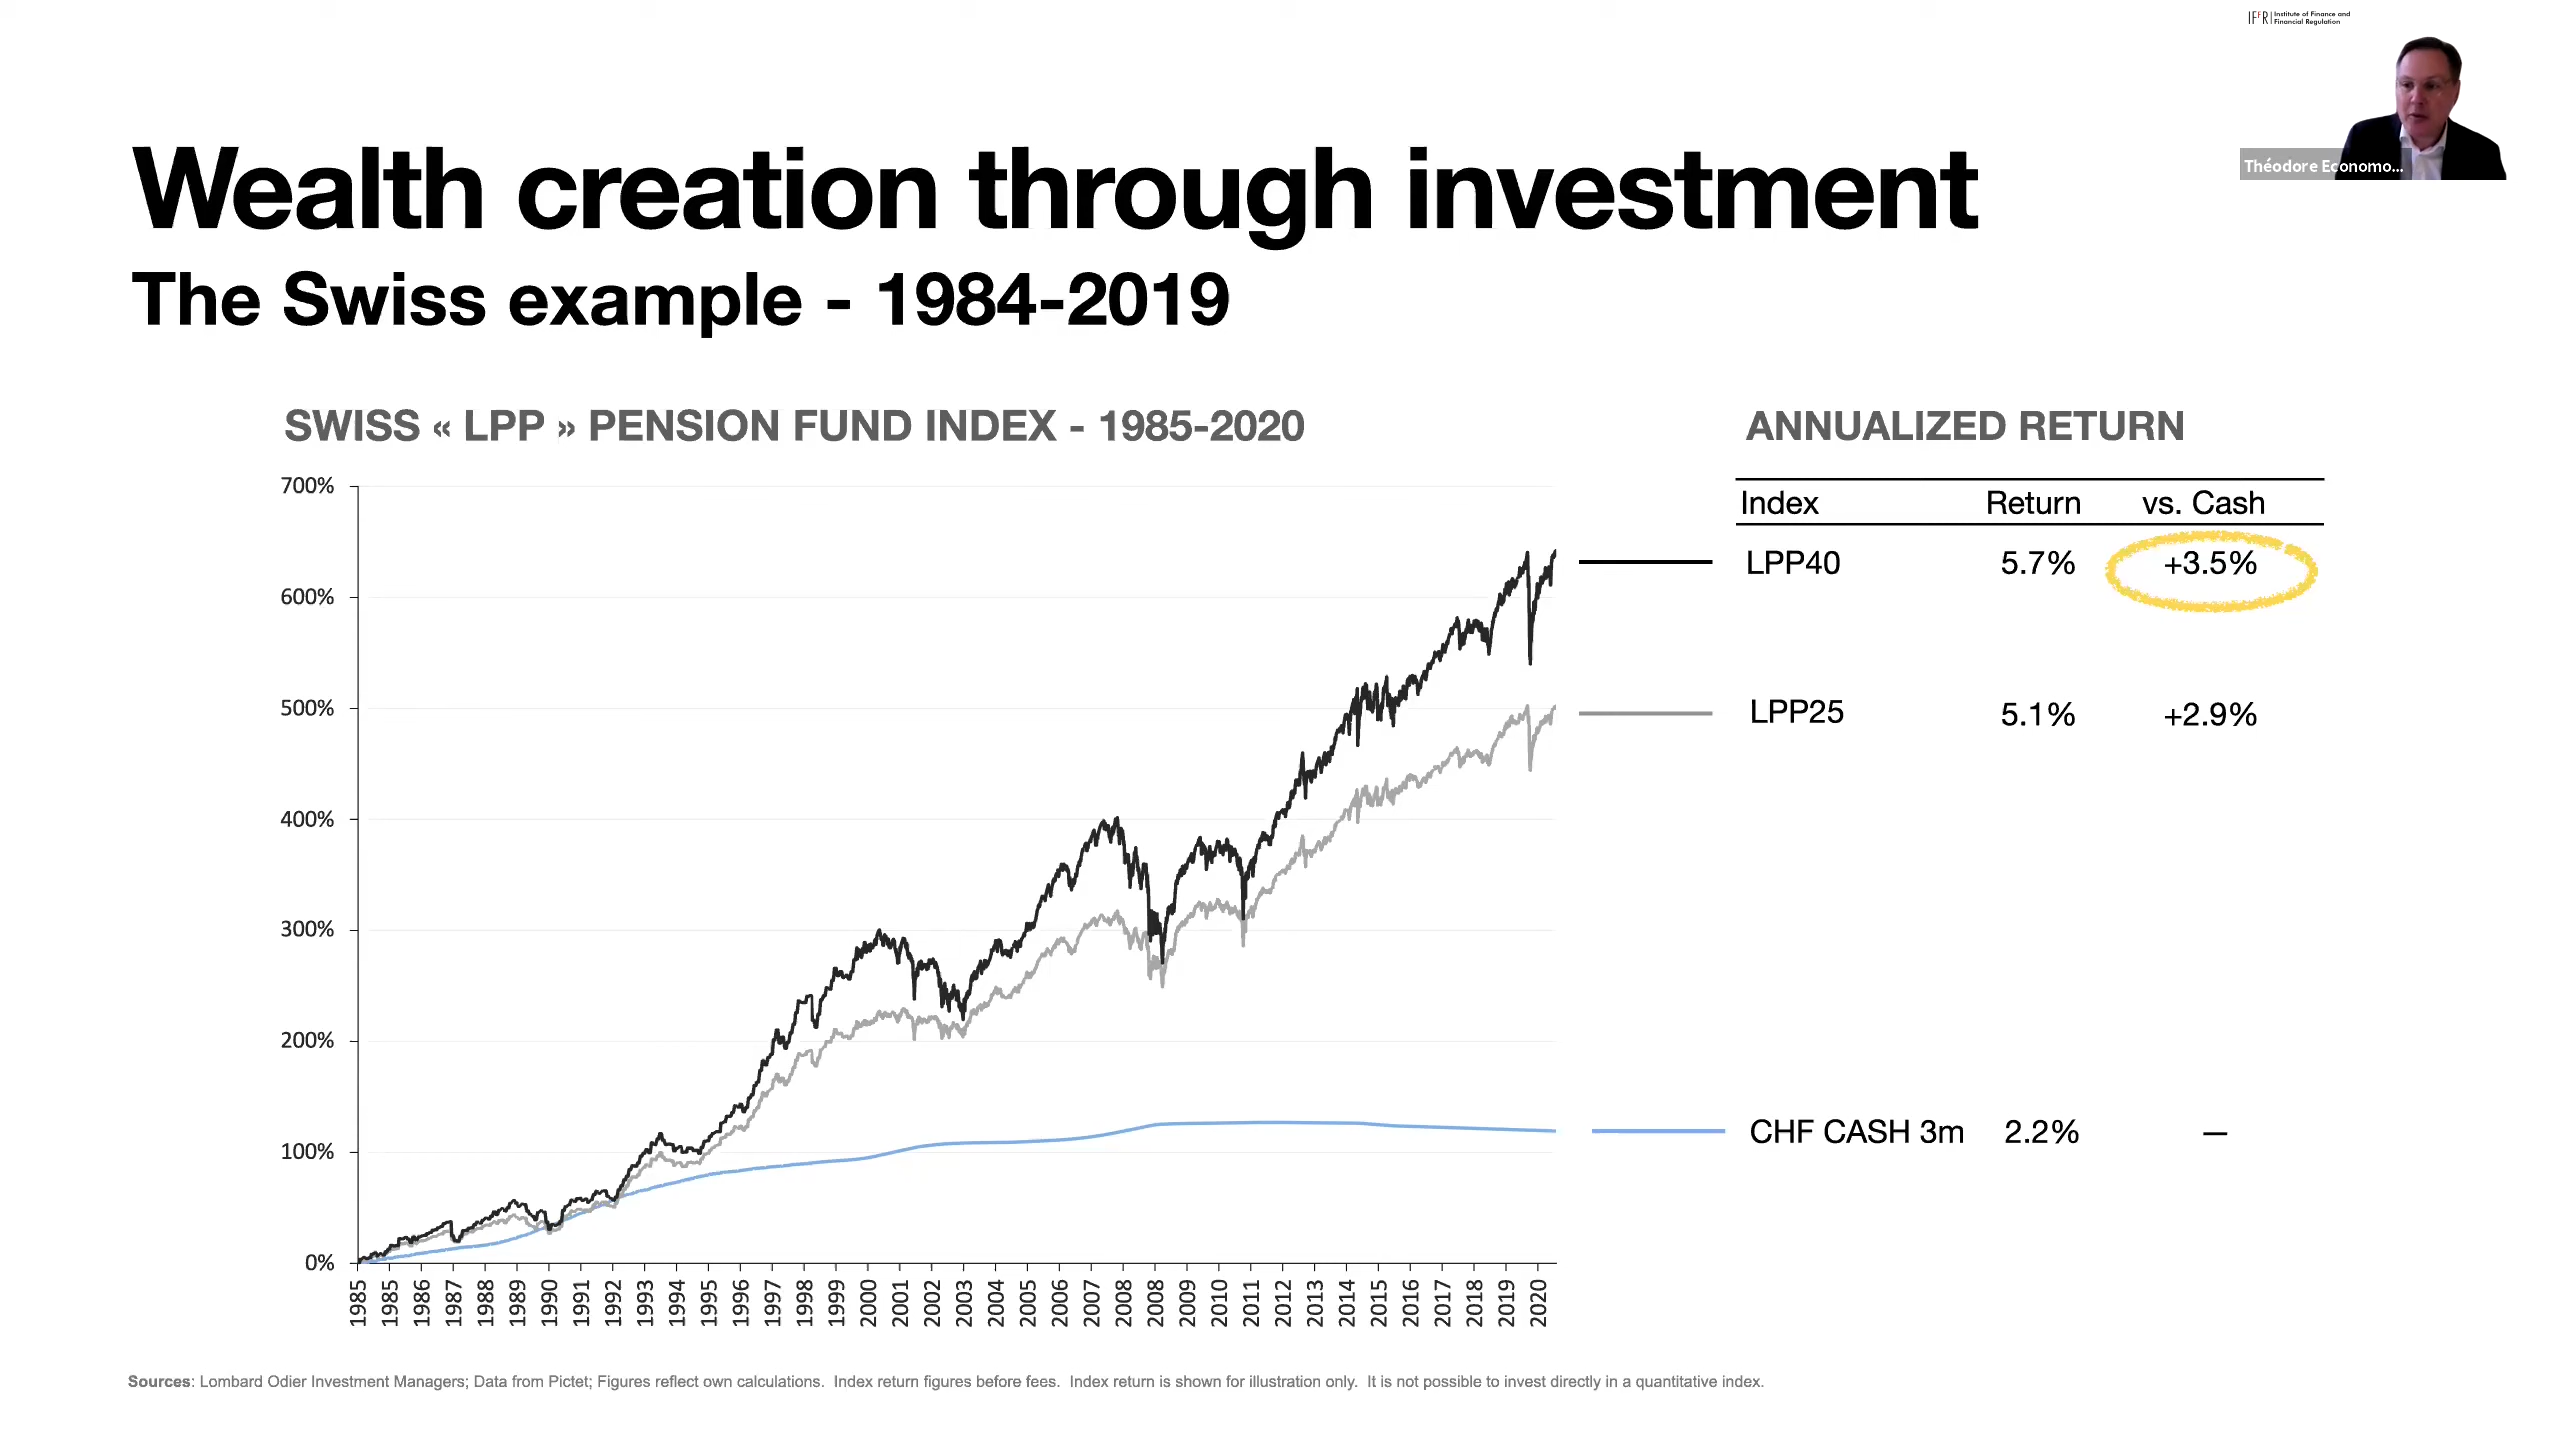 IFFR Institute of Finance and
Financial Regulation
Théodore Economo...
Wealth creation through investment
The Swiss example - 1984-2019
SWISS « LPP » PENSION FUND INDEX - 1985-2020
700%
600%
500%
400%
300%
200%
100%
0%
1985 1985 1986 1987 1988 1989 1990 1991 1992 1993 1994 1995 1996 1997 1998 1999 2000 2001 2002 2003 2004 2005 2006 2007 2008 2008 2009 2010 2011 2012 2013 2014 2015 2016 2017 2018 2019 2020
ANNUALIZED RETURN
Index Return vs. Cash
LPP40 5.7% +3.5%
LPP25 5.1% +2.9%
CHF CASH 3m 2.2% —
Sources: Lombard Odier Investment Managers; Data from Pictet; Figures reflect own calculations. Index return figures before fees. Index return is shown for illustration only. It is not possible to invest directly in a quantitative index.